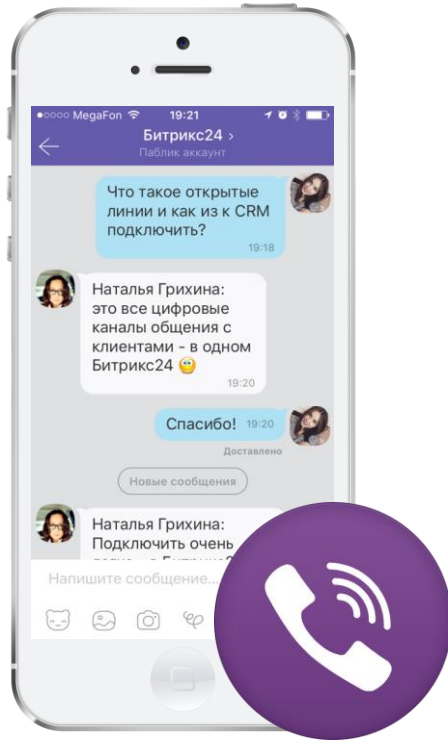 MegaFon 19:21
Битрикс24 >
Паблик аккаунт
Что такое открытые
линии и как из к CRM
подключить?
19:18
Наталья Грихина:
это все цифровые
каналы общения с
клиентами - в одном
Битрикс24
19:20
Спасибо! 19:20
Доставлено
Новые сообщения
Наталья Грихина:
Подключить очень
Напишите сообщение...